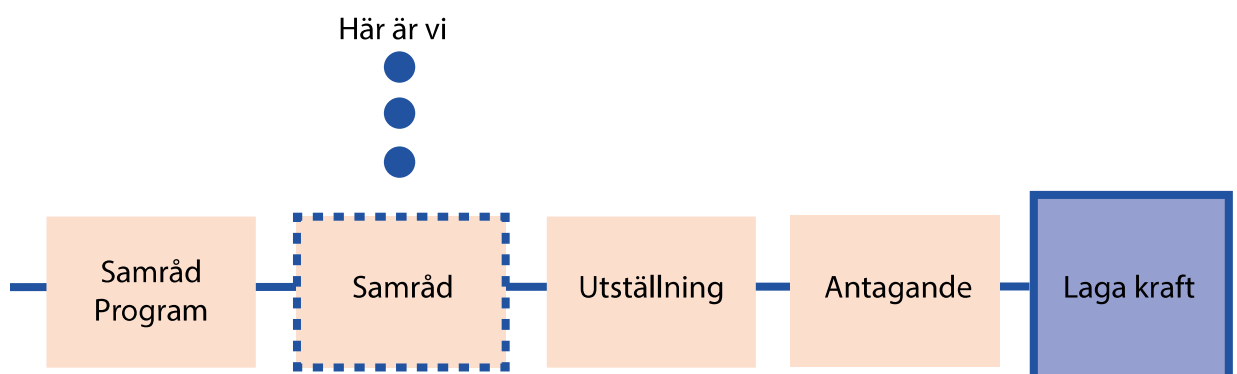 Här är vi
Samråd
Program
Samråd
Utställning
Antagande
Laga kraft